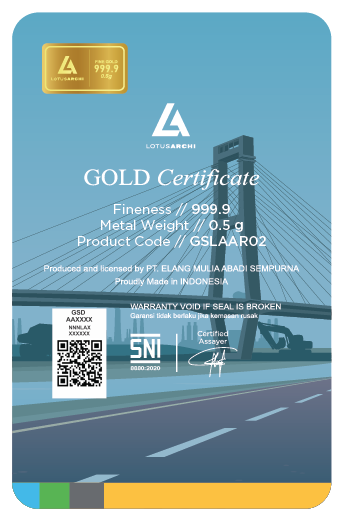 FINE GOLD
999.9
0.5g
LOTUSARCHI
LOTUSARCHI
GOLD Certificate
Fineness // 999.9
Metal Weight // 0.5 g
Product Code // GSLAAR02
Produced and licensed by PT. ELANG MULIA ABADI SEMPURNA
Proudly Made in INDONESIA
WARRANTY VOID IF SEAL IS BROKEN
Garansi tidak berlaku jika kemasan rusak
GSD
AAXXXX
NNNLAX
XXXXXX
SNI
8880:2020
Certified
Assayer